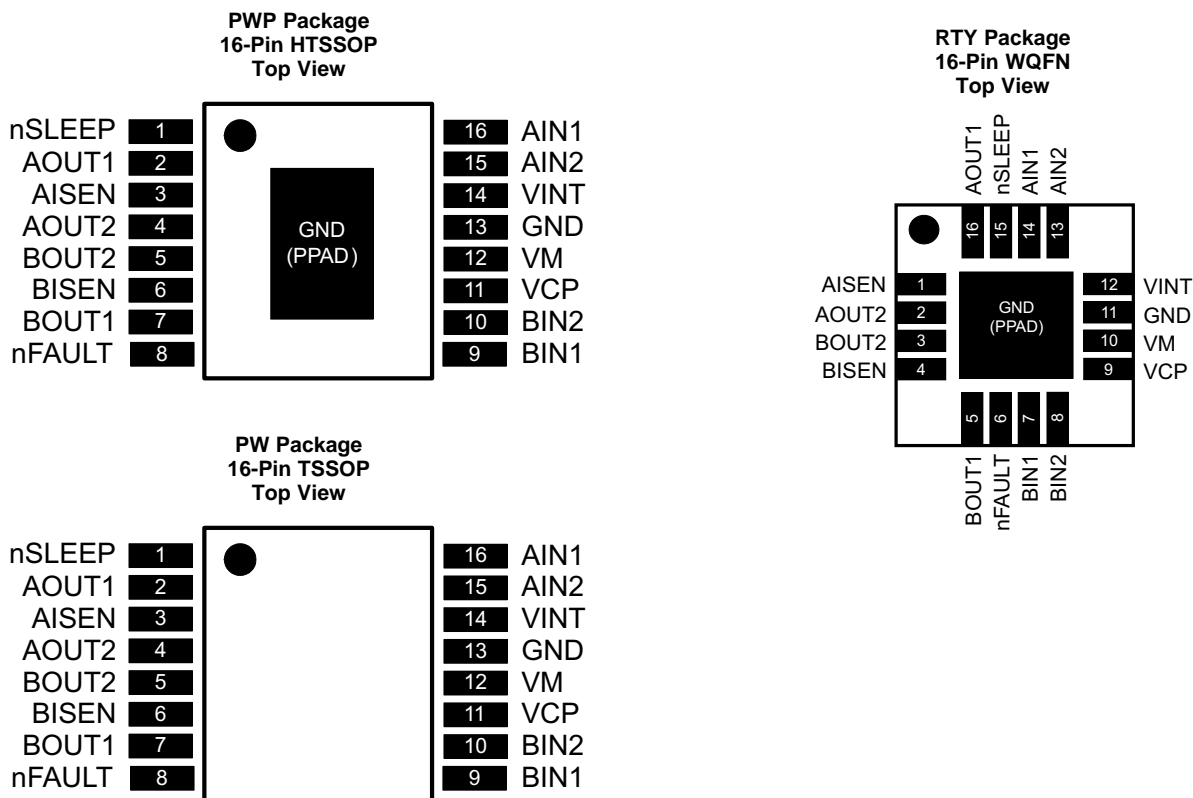 PWP Package
16-Pin HTSSOP
Top View
nSLEEP 1 16 AIN1
AOUT1 2 15 AIN2
AISEN 3 14 VINT
AOUT2 4 13 GND
BOUT2 5 12 VM
BISEN 6 11 VCP
BOUT1 7 10 BIN2
nFAULT 8 9 BIN1
GND
(PPAD)
RTY Package
16-Pin WQFN
Top View
AOUT1 nSLEEP AIN1 AIN2
16 15 14 13
AISEN 1 12 VINT
AOUT2 2 11 GND
BOUT2 3 10 VM
BISEN 4 9 VCP
GND
(PPAD)
5 6 7 8
BOUT1 nFAULT BIN1 BIN2
PW Package
16-Pin TSSOP
Top View
nSLEEP 1 16 AIN1
AOUT1 2 15 AIN2
AISEN 3 14 VINT
AOUT2 4 13 GND
BOUT2 5 12 VM
BISEN 6 11 VCP
BOUT1 7 10 BIN2
nFAULT 8 9 BIN1